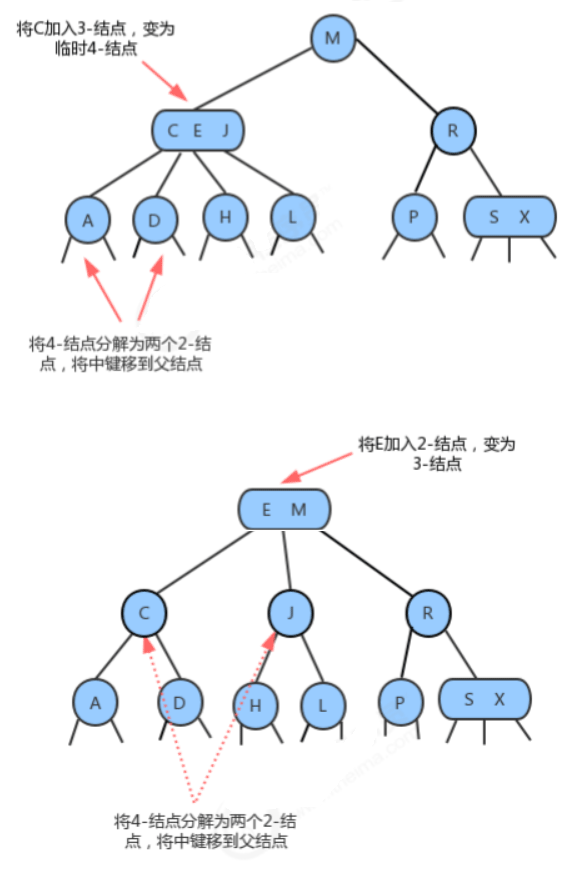 将C加入3-结点，变为
临时4-结点
M
C E J
R
A
D
H
L
P
S X
将4-结点分解为两个2-结
点，将中键移到父结点
将E加入2-结点，变为
3-结点
E M
C
J
R
A
D
H
L
P
S X
将4-结点分解为两个2-结
点，将中键移到父结点